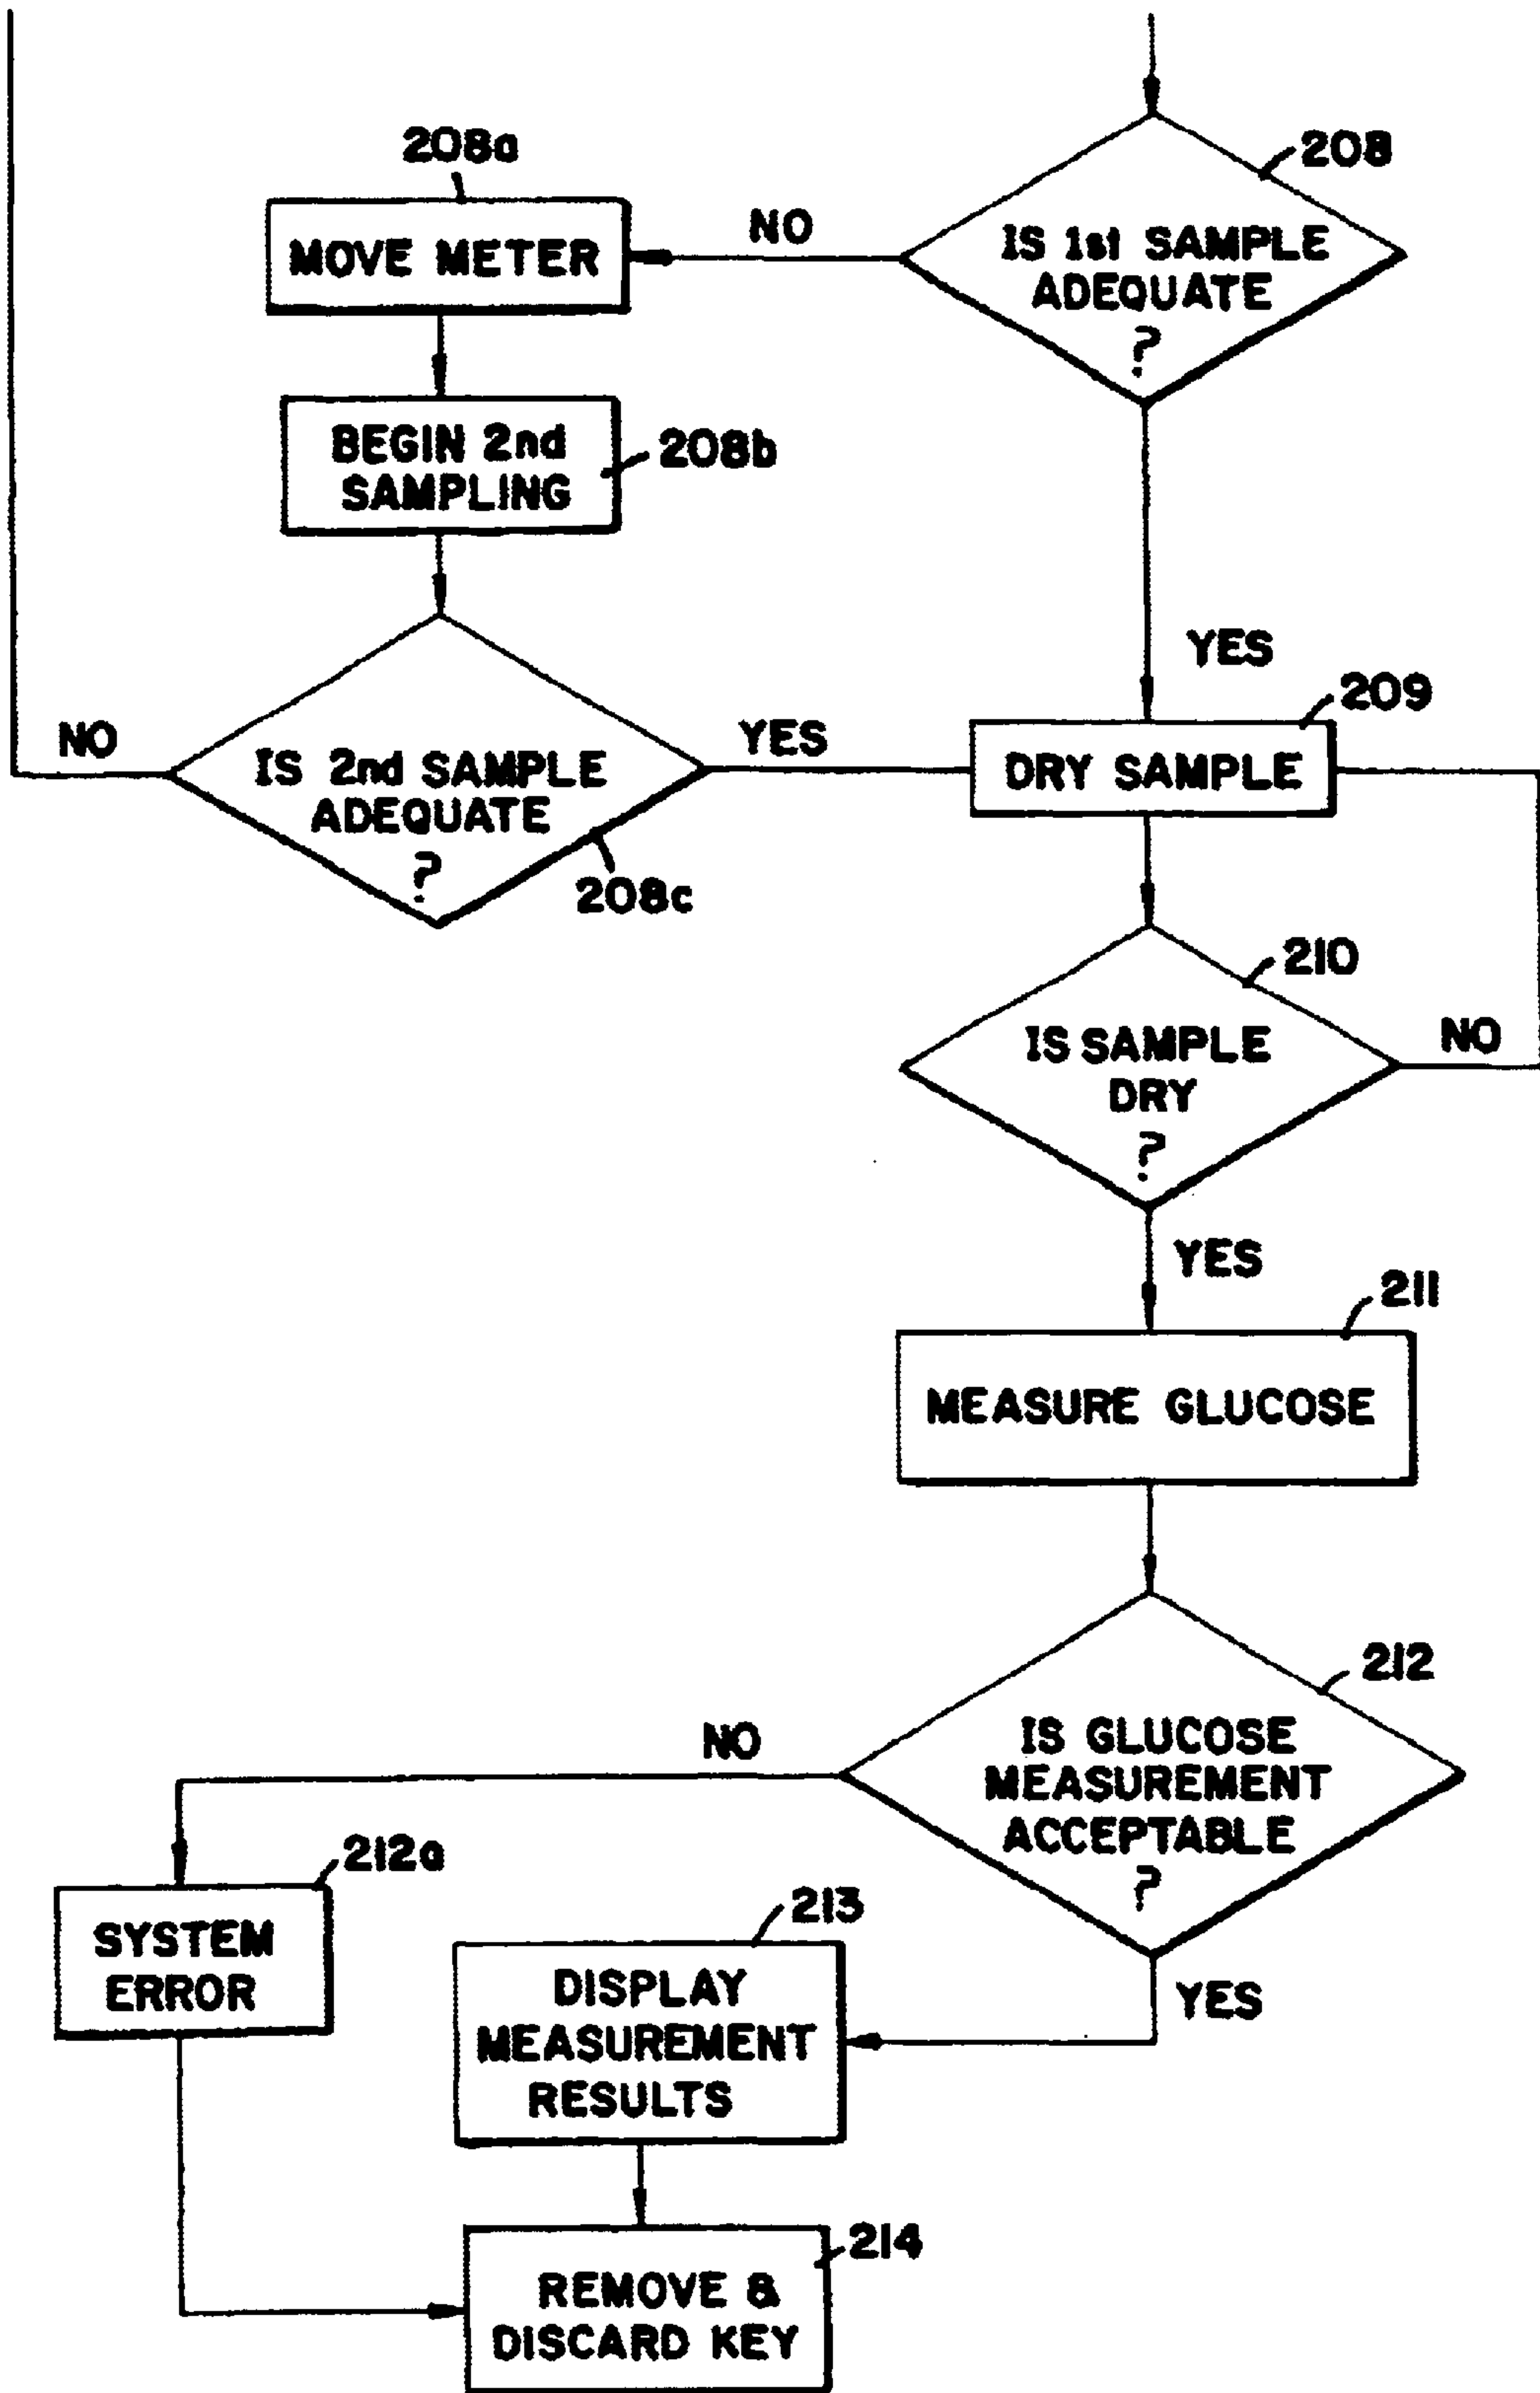 208a
208
MOVE METER
NO
IS 1st SAMPLE
ADEQUATE
?
BEGIN 2nd
SAMPLING
208b
YES
209
NO
IS 2nd SAMPLE
ADEQUATE
?
YES
DRY SAMPLE
208c
210
IS SAMPLE
DRY
?
NO
YES
211
MEASURE GLUCOSE
212
NO
IS GLUCOSE
MEASUREMENT
ACCEPTABLE
?
212a
SYSTEM
ERROR
213
DISPLAY
MEASUREMENT
RESULTS
YES
214
REMOVE &
DISCARD KEY